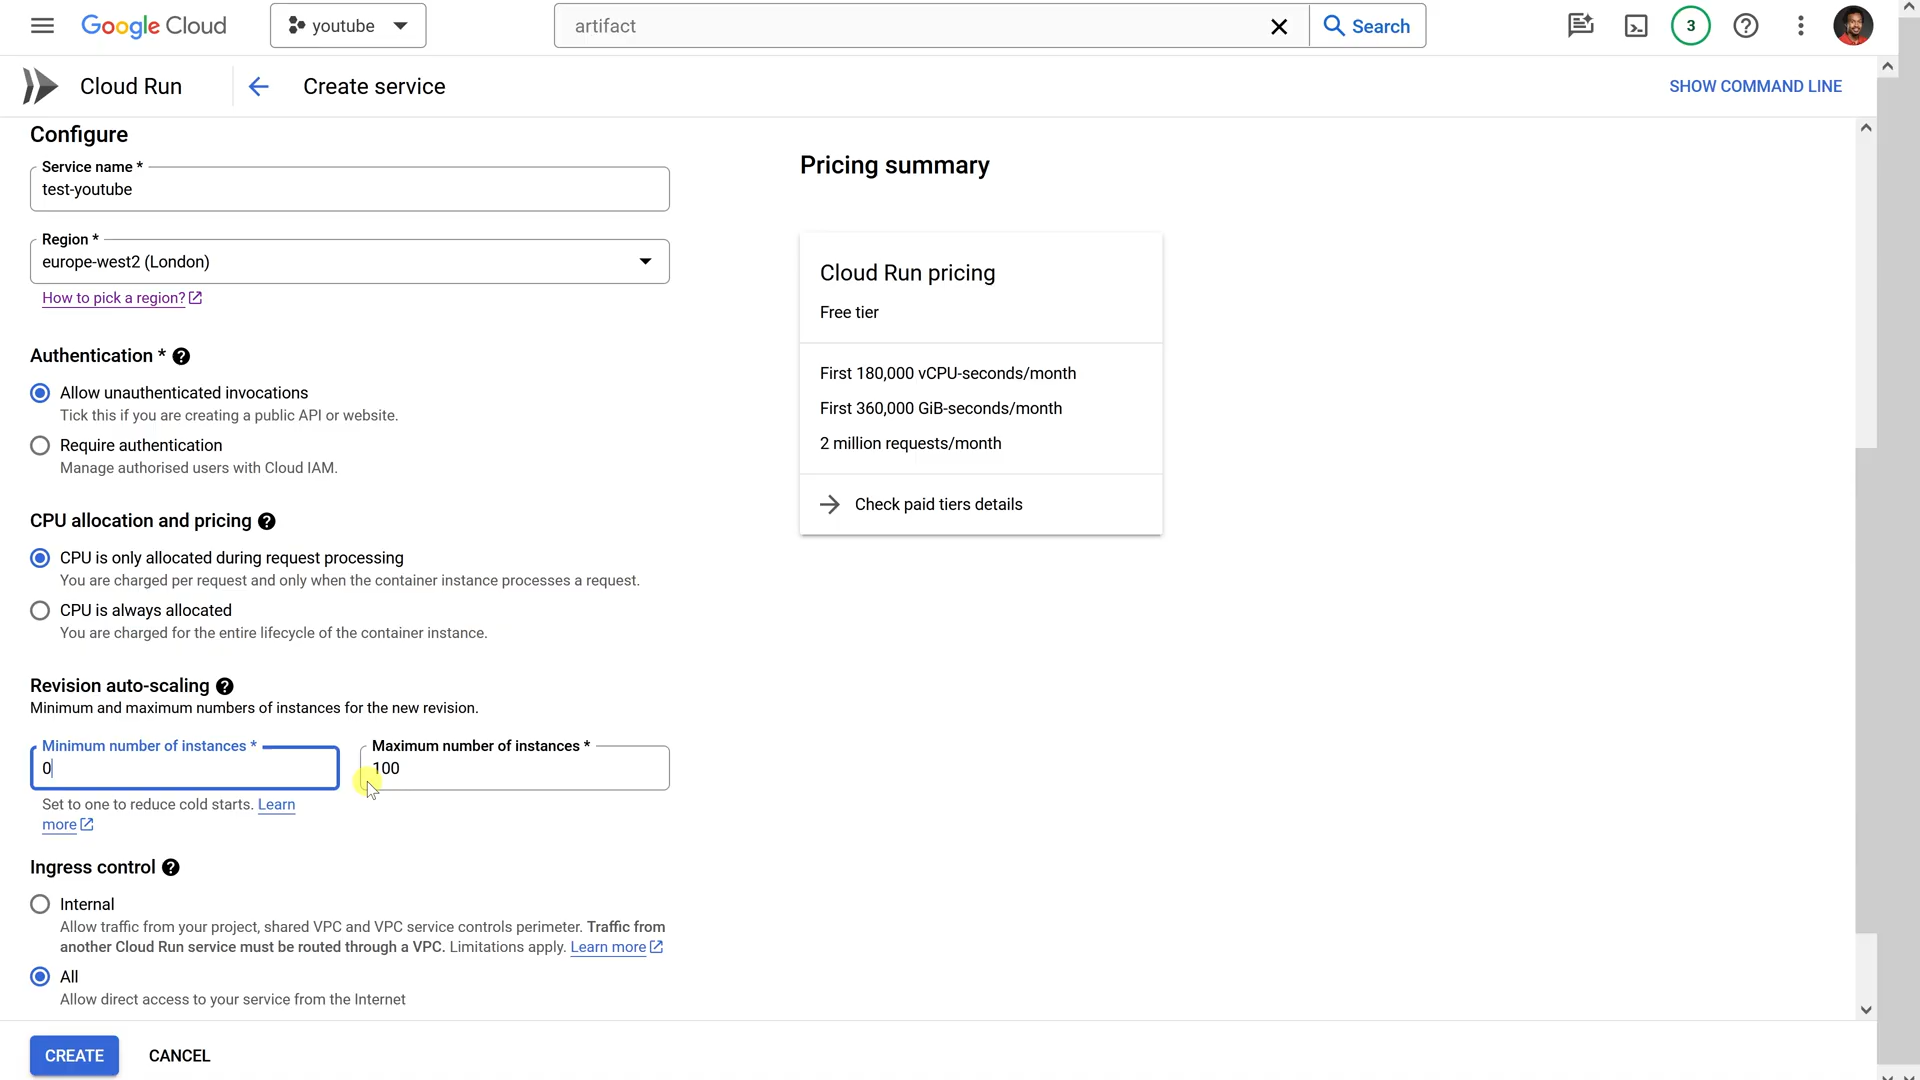 Google Cloud
youtube
artifact
Search
3
Cloud Run
Create service
SHOW COMMAND LINE
Configure
Service name *
test-youtube
Region *
europe-west2 (London)
How to pick a region?
Authentication *
Allow unauthenticated invocations
Tick this if you are creating a public API or website.
Require authentication
Manage authorised users with Cloud IAM.
CPU allocation and pricing
CPU is only allocated during request processing
You are charged per request and only when the container instance processes a request.
CPU is always allocated
You are charged for the entire lifecycle of the container instance.
Revision auto-scaling
Minimum and maximum numbers of instances for the new revision.
Minimum number of instances *
0
Set to one to reduce cold starts. Learn
more
Maximum number of instances *
100
Ingress control
Internal
Allow traffic from your project, shared VPC and VPC service controls perimeter. Traffic from
another Cloud Run service must be routed through a VPC. Limitations apply. Learn more
All
Allow direct access to your service from the Internet
CREATE
CANCEL
Pricing summary
Cloud Run pricing
Free tier
First 180,000 vCPU-seconds/month
First 360,000 GiB-seconds/month
2 million requests/month
Check paid tiers details